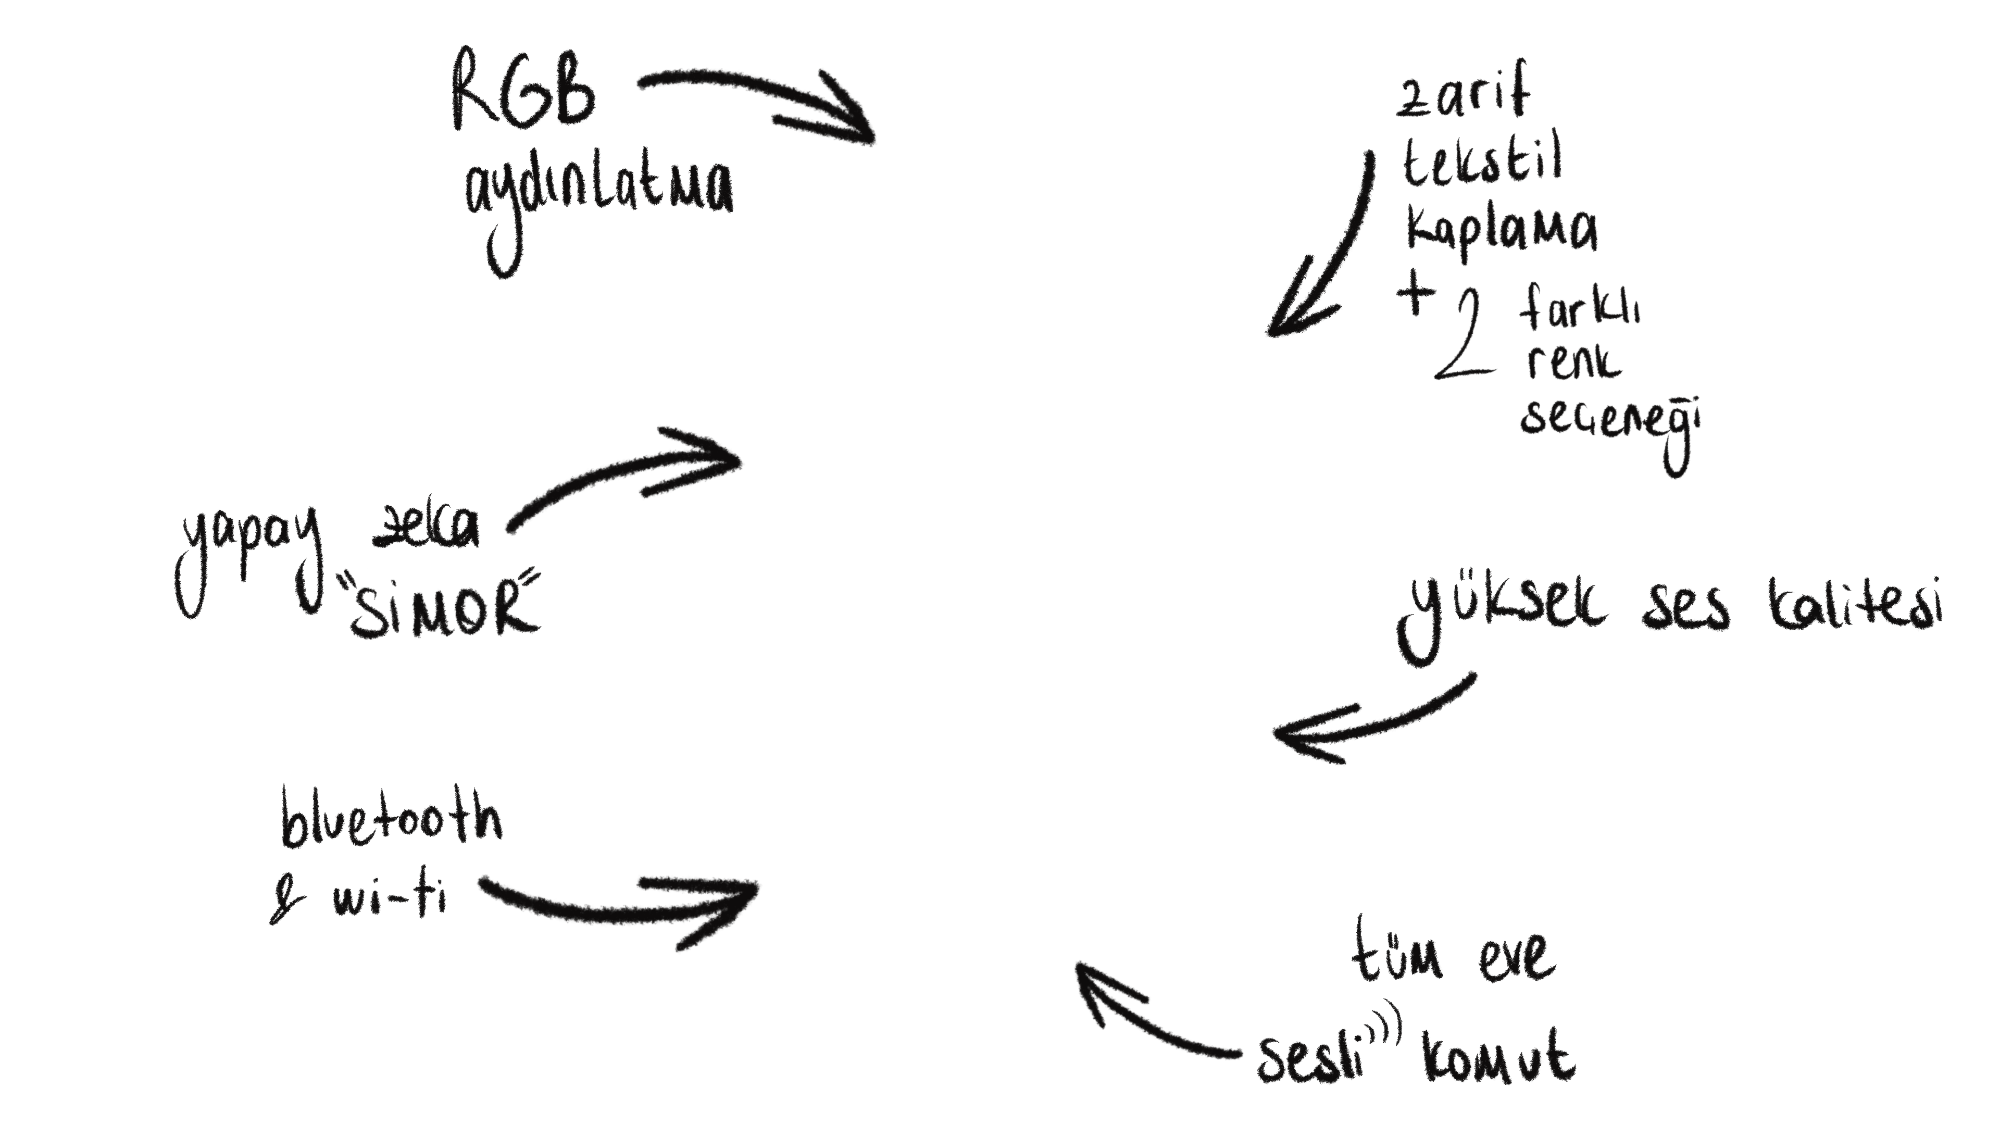 RGB
aydınlatma
zarif
tekstil
kaplama
+ 2 farklı
renk
seçeneği
yapay zeka
"SiMOR"
yüksek ses kalitesi
bluetooth
& wi-fi
tüm eve
sesli komut